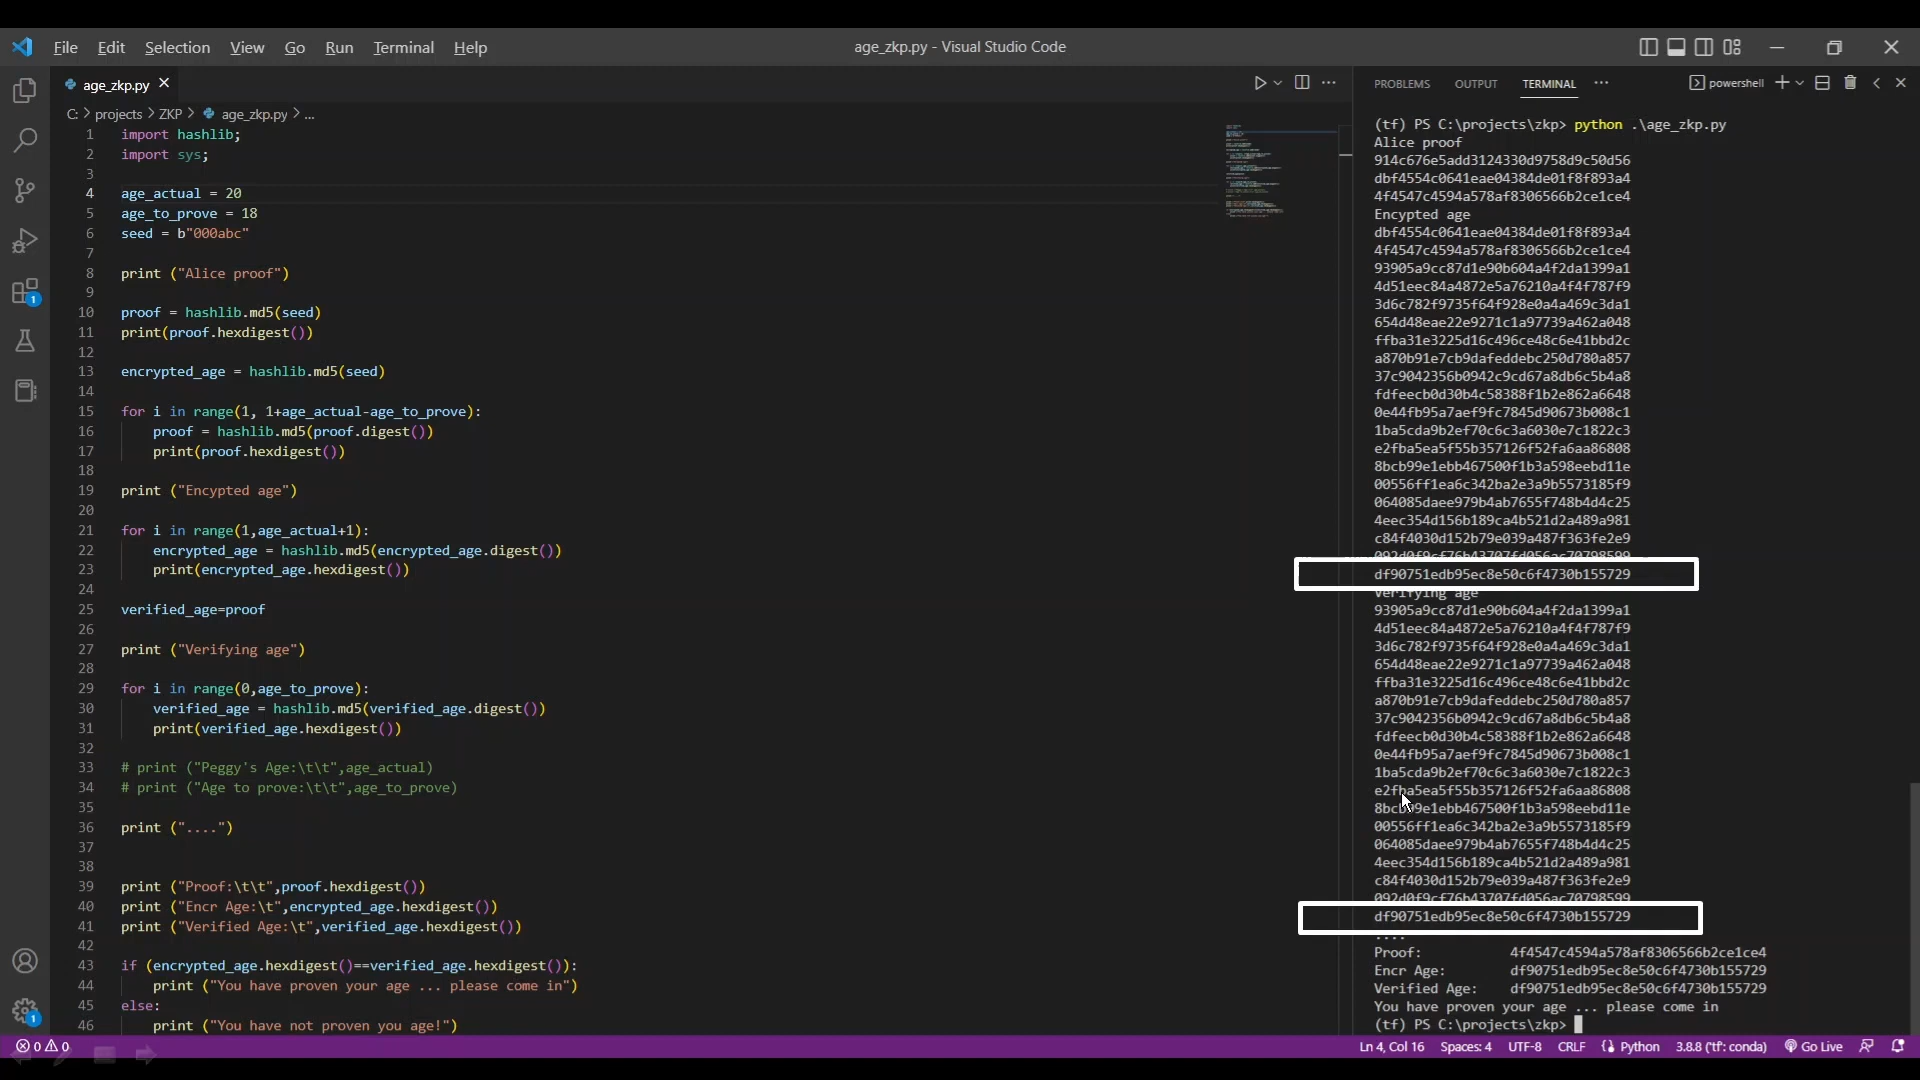 File Edit Selection View Go Run Terminal Help
age_zkp.py - Visual Studio Code
age_zkp.py
C: > projects > ZKP > age_zkp.py > ...
1 import hashlib;
2 import sys;
3
4 age_actual = 20
5 age_to_prove = 18
6 seed = b"000abc"
7
8 print ("Alice proof")
9
10 proof = hashlib.md5(seed)
11 print(proof.hexdigest())
12
13 encrypted_age = hashlib.md5(seed)
14
15 for i in range(1, 1+age_actual-age_to_prove):
16 proof = hashlib.md5(proof.digest())
17 print(proof.hexdigest())
18
19 print ("Encypted age")
20
21 for i in range(1,age_actual+1):
22 encrypted_age = hashlib.md5(encrypted_age.digest())
23 print(encrypted_age.hexdigest())
24
25 verified_age=proof
26
27 print ("Verifying age")
28
29 for i in range(0,age_to_prove):
30 verified_age = hashlib.md5(verified_age.digest())
31 print(verified_age.hexdigest())
32
33 # print ("Peggy's Age:\t\t",age_actual)
34 # print ("Age to prove:\t\t",age_to_prove)
35
36 print ("....")
37
38
39 print ("Proof:\t\t",proof.hexdigest())
40 print ("Encr Age:\t",encrypted_age.hexdigest())
41 print ("Verified Age:\t",verified_age.hexdigest())
42
43 if (encrypted_age.hexdigest()==verified_age.hexdigest()):
44 print ("You have proven your age ... please come in")
45 else:
46 print ("You have not proven you age!")
PROBLEMS OUTPUT TERMINAL ... powershell
(tf) PS C:\projects\zkp> python .\age_zkp.py
Alice proof
914c676e5add3124330d9758d9c50d56
dbf4554c0641eae04384de01f8f893a4
4f4547c4594a578af8306566b2ce1ce4
Encypted age
dbf4554c0641eae04384de01f8f893a4
4f4547c4594a578af8306566b2ce1ce4
93905a9cc87d1e90b604a4f2da1399a1
4d51eec84a4872e5a76210a4f4f787f9
3d6c782f9735f64f928e0a4a469c3da1
654d48eae22e9271c1a97739a462a048
ffba31e3225d16c496ce48c6e41bbd2c
a870b91e7cb9dafeddebc250d780a857
37c9042356b0942c9cd67a8db6c5b4a8
fdfeecb0d30b4c58388f1b2e862a6648
0e44fb95a7aef9fc7845d90673b008c1
1ba5cda9b2ef70c6c3a6030e7c1822c3
e2fba5ea5f55b357126f52fa6aa86808
8bcb99e1ebb467500f1b3a598eebd11e
00556ff1ea6c342ba2e3a9b5573185f9
064085daee979b4ab7655f748b4d4c25
4eec354d156b189ca4b521d2a489a981
c84f4030d152b79e039a487f363fe2e9
092d0f9cf76b43707fd056ac70798599
df90751edb95ec8e50c6f4730b155729
Verifying age
93905a9cc87d1e90b604a4f2da1399a1
4d51eec84a4872e5a76210a4f4f787f9
3d6c782f9735f64f928e0a4a469c3da1
654d48eae22e9271c1a97739a462a048
ffba31e3225d16c496ce48c6e41bbd2c
a870b91e7cb9dafeddebc250d780a857
37c9042356b0942c9cd67a8db6c5b4a8
fdfeecb0d30b4c58388f1b2e862a6648
0e44fb95a7aef9fc7845d90673b008c1
1ba5cda9b2ef70c6c3a6030e7c1822c3
e2fba5ea5f55b357126f52fa6aa86808
8bcb99e1ebb467500f1b3a598eebd11e
00556ff1ea6c342ba2e3a9b5573185f9
064085daee979b4ab7655f748b4d4c25
4eec354d156b189ca4b521d2a489a981
c84f4030d152b79e039a487f363fe2e9
092d0f9cf76b43707fd056ac70798599
df90751edb95ec8e50c6f4730b155729
....
Proof: 4f4547c4594a578af8306566b2ce1ce4
Encr Age: df90751edb95ec8e50c6f4730b155729
Verified Age: df90751edb95ec8e50c6f4730b155729
You have proven your age ... please come in
(tf) PS C:\projects\zkp>
1
1
0 0 Ln 4, Col 16 Spaces: 4 UTF-8 CRLF Python 3.8.8 ('tf': conda) Go Live